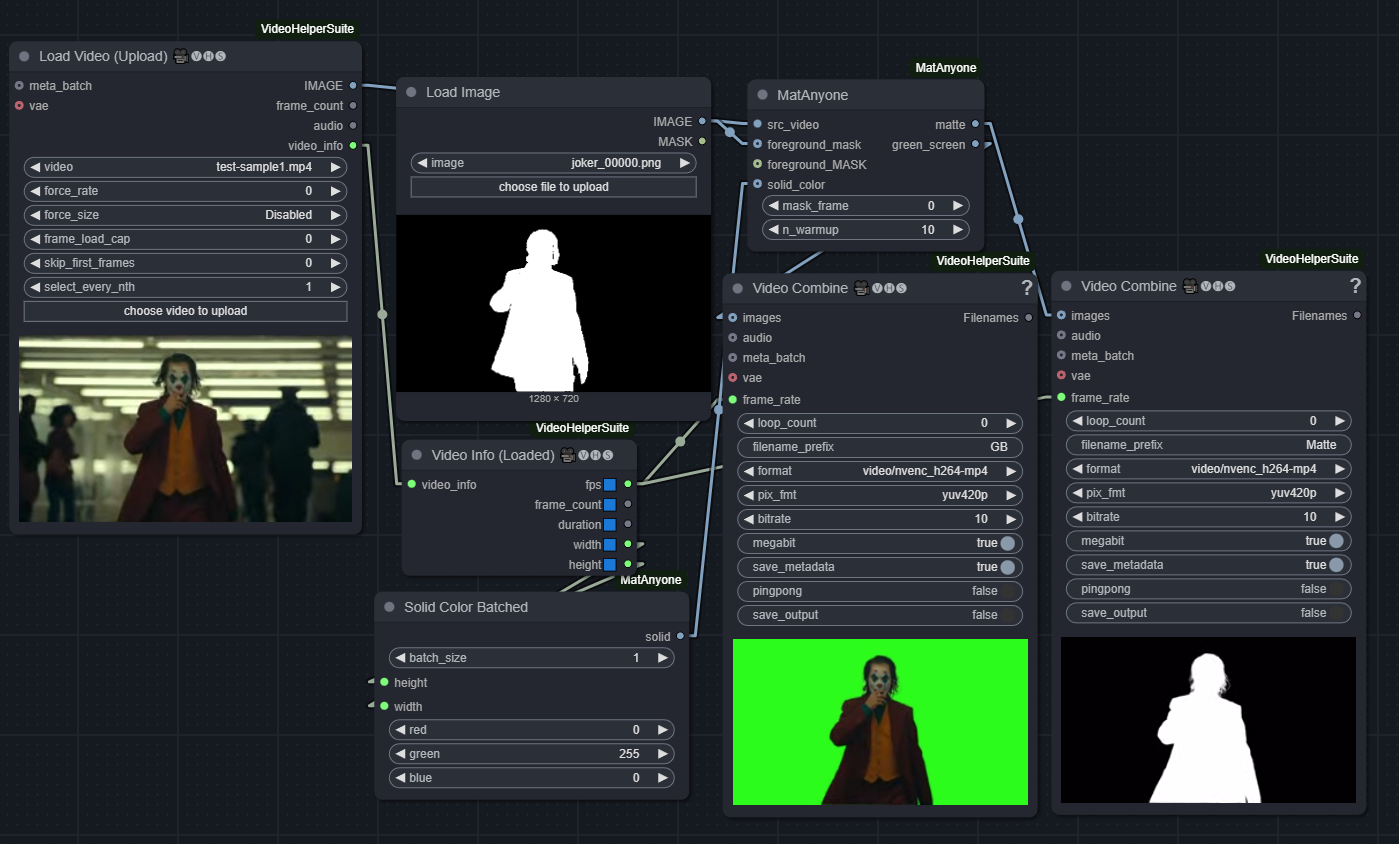 VideoHelperSuite
Load Video (Upload) 🎥🅥🅗🅢
meta_batch IMAGE
vae frame_count
audio
video_info
video test-sample1.mp4
force_rate 0
force_size Disabled
frame_load_cap 0
skip_first_frames 0
select_every_nth 1
choose video to upload
Load Image
IMAGE
MASK
image joker_00000.png
choose file to upload
1280 × 720
VideoHelperSuite
Video Info (Loaded) 🎥🅥🅗🅢
video_info fps
frame_count
duration
width
height
MatAnyone
Solid Color Batched
solid
batch_size 1
height
width
red 0
green 255
blue 0
MatAnyone
MatAnyone
src_video matte
foreground_mask green_screen
foreground_MASK
solid_color
mask_frame 0
n_warmup 10
VideoHelperSuite
Video Combine 🎥🅥🅗🅢 ?
images Filenames
audio
meta_batch
vae
frame_rate
loop_count 0
filename_prefix GB
format video/nvenc_h264-mp4
pix_fmt yuv420p
bitrate 10
megabit true
save_metadata true
pingpong false
save_output false
VideoHelperSuite
Video Combine 🎥🅥🅗🅢 ?
images Filenames
audio
meta_batch
vae
frame_rate
loop_count 0
filename_prefix Matte
format video/nvenc_h264-mp4
pix_fmt yuv420p
bitrate 10
megabit true
save_metadata true
pingpong false
save_output false